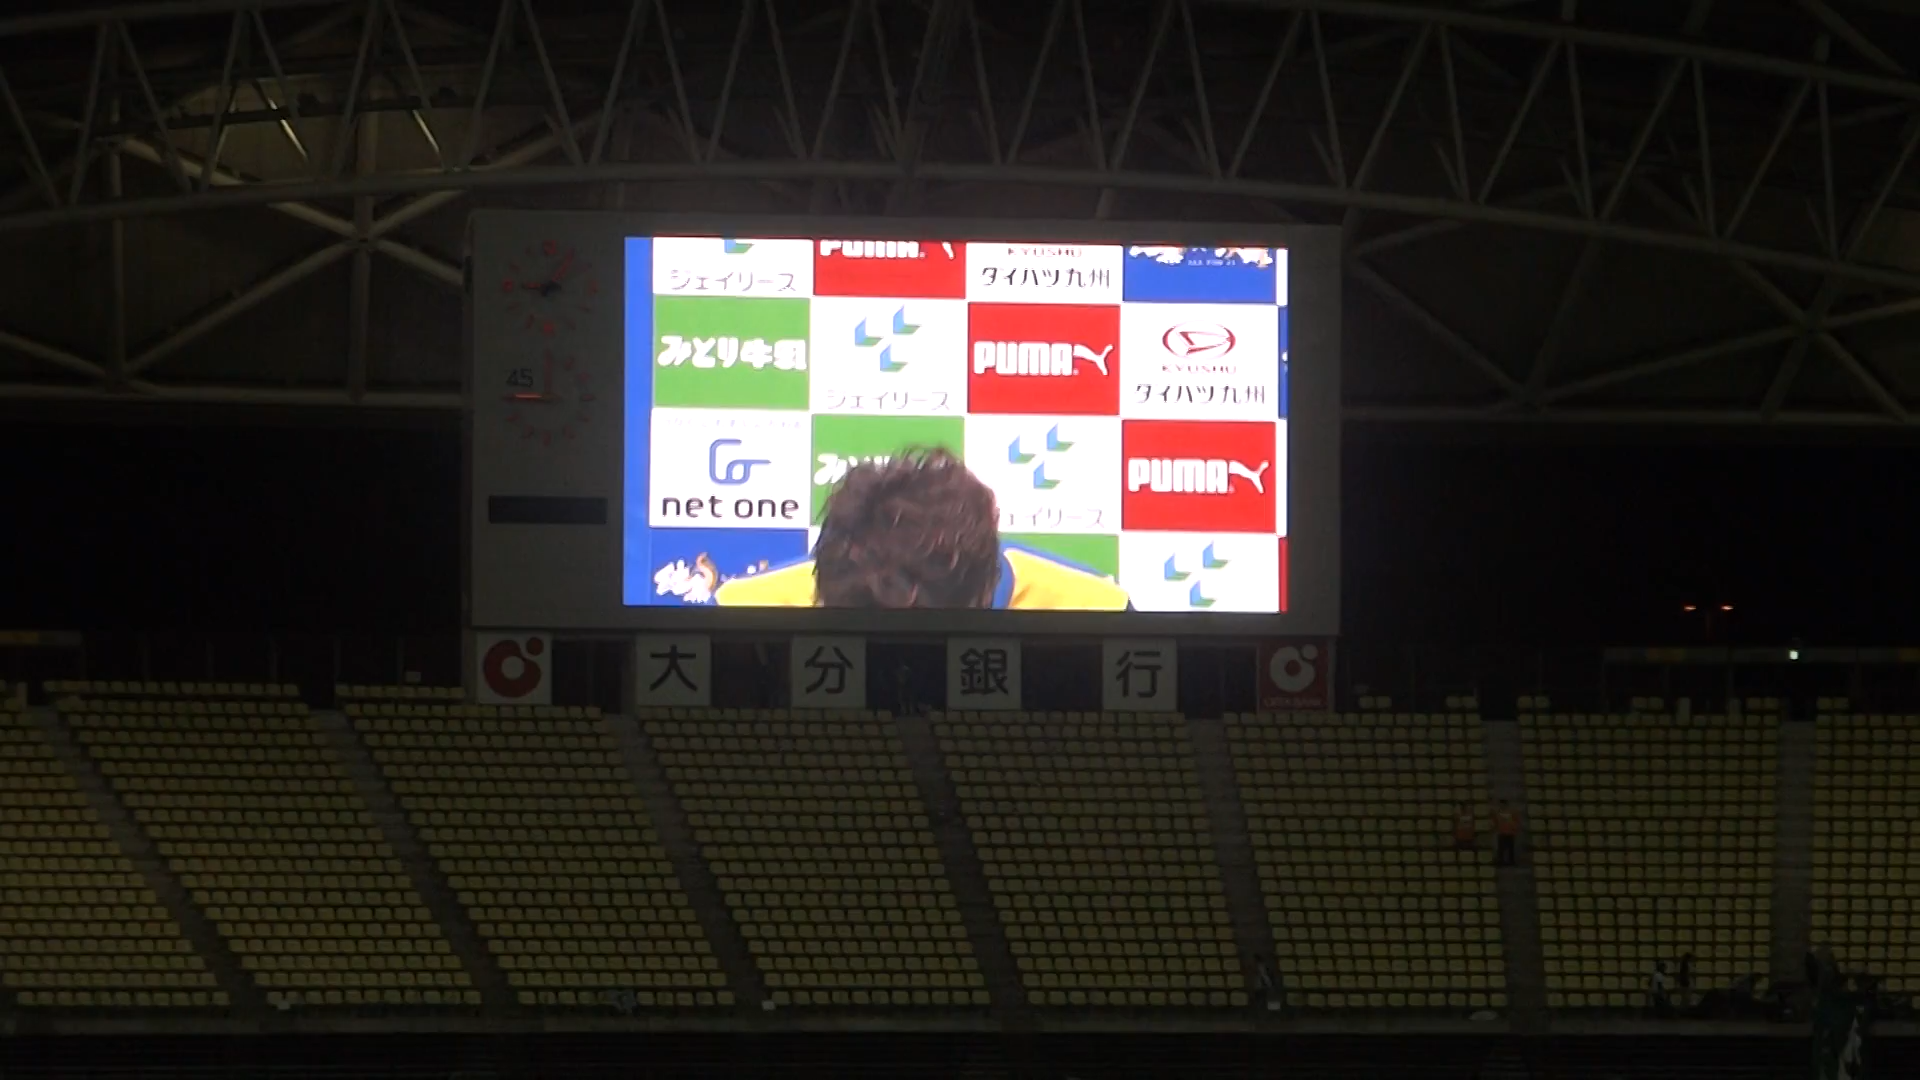 ジェイリース
PUMA
KYUSHU
ダイハツ九州
みどり牛乳
PUMA
KYUSHU
ジェイリース
ダイハツ九州
45
net one
PUMA
ェイリース
大分銀行